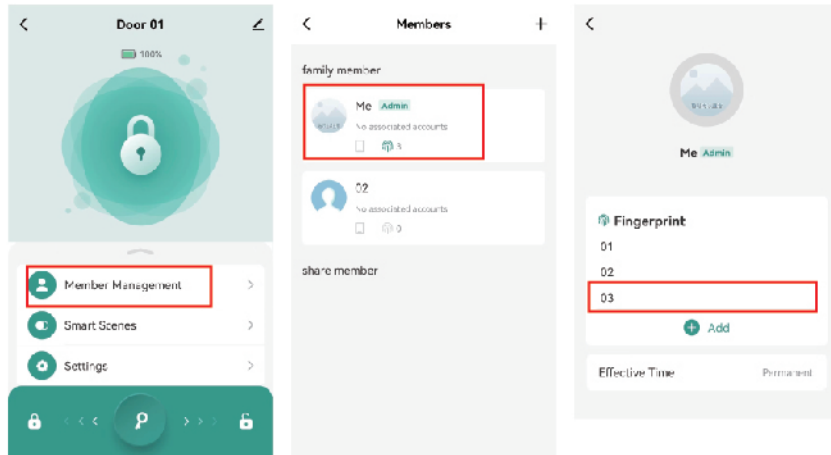 Door 01
100%
Member Management
Smart Scenes
Settings
Members
family member
Me Admin
No associated accounts
3
02
No associated accounts
0
share member
Me Admin
Fingerprint
01
02
03
Add
Effective Time Permanent